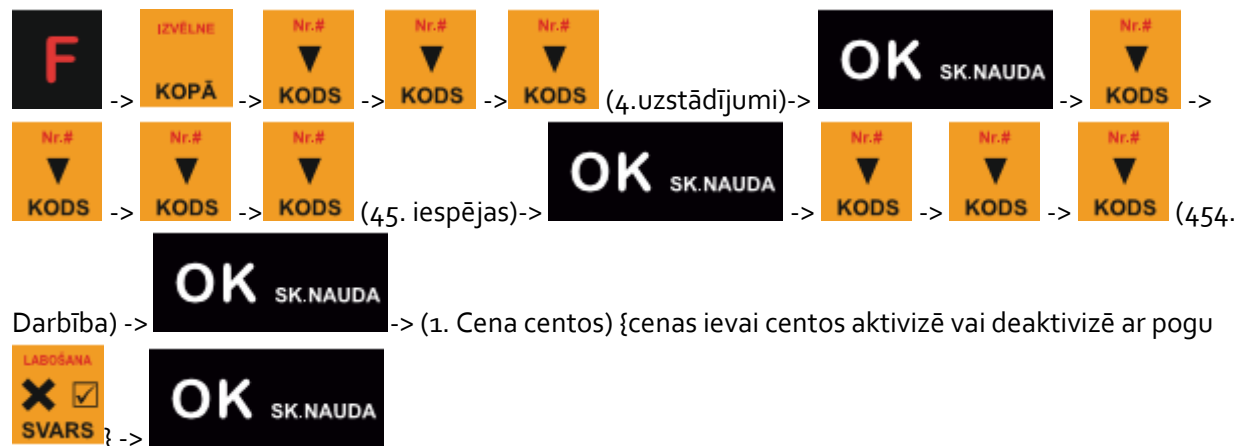 F -> IZVĒLNE KOPĀ -> Nr.# ▼ KODS -> Nr.# ▼ KODS -> Nr.# ▼ KODS (4.uzstādījumi)-> OK SK.NAUDA -> Nr.# ▼ KODS ->
Nr.# ▼ KODS -> Nr.# ▼ KODS -> Nr.# ▼ KODS (45. iespējas)-> OK SK.NAUDA -> Nr.# ▼ KODS -> Nr.# ▼ KODS -> Nr.# ▼ KODS (454.
Darbība) -> OK SK.NAUDA -> (1. Cena centos) {cenas ievai centos aktivizē vai deaktivizē ar pogu
LABOŠANA ✖ ☑ SVARS } -> OK SK.NAUDA